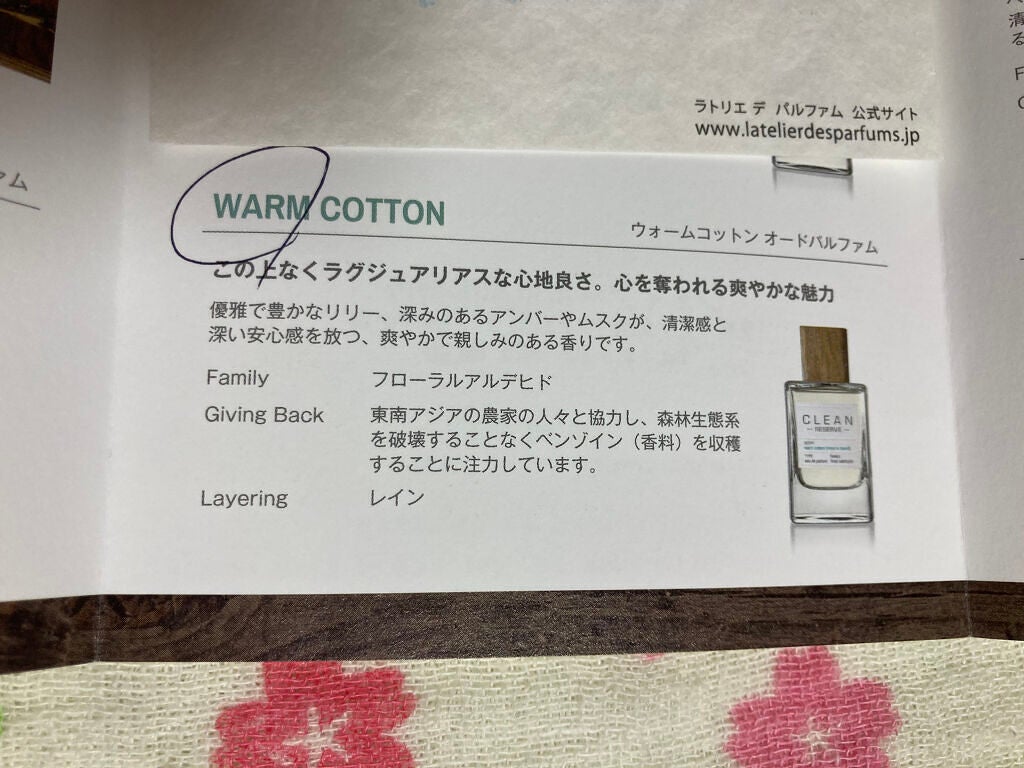 ラトリエ デ パルファム 公式サイト
www.latelierdesparfums.jp
WARM COTTON
ウォームコットン オードパルファム
この上なくラグジュアリアスな心地良さ。心を奪われる爽やかな魅力
優雅で豊かなリリー、深みのあるアンバーやムスクが、清潔感と
深い安心感を放つ、爽やかで親しみのある香りです。
Family フローラルアルデヒド
Giving Back 東南アジアの農家の人々と協力し、森林生態系
を破壊することなくベンゾイン（香料）を収穫
することに注力しています。
Layering レイン
CLEAN
RESERVE